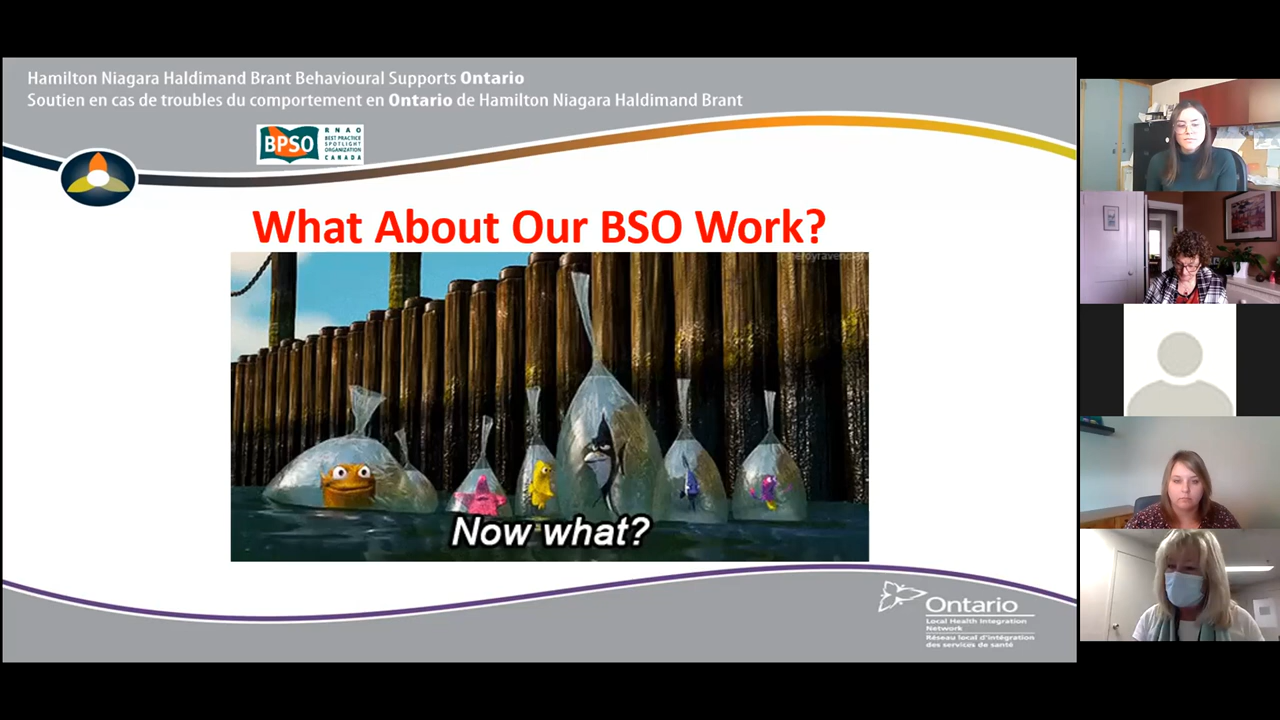 Hamilton Niagara Haldimand Brant Behavioural Supports Ontario
Soutien en cas de troubles du comportement en Ontario de Hamilton Niagara Haldimand Brant
BPSO
RNAO
BEST PRACTICE
SPOTLIGHT
ORGANIZATION
CANADA
What About Our BSO Work?
Now what?
Ontario
Local Health Integration
Network
Réseau local d'intégration
des services de santé